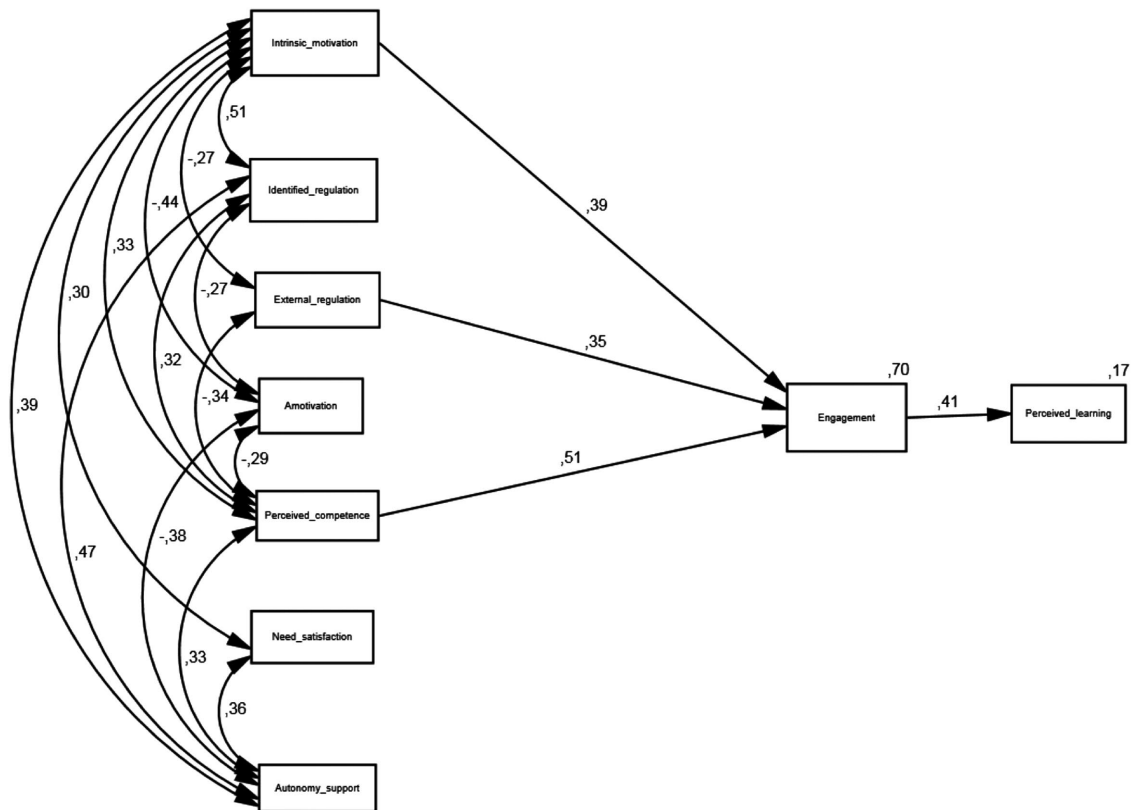 Intrinsic_motivation
,51
-,27
Identified_regulation
-,44
,39
,33
-,27
,30
External_regulation
,35
,32
,70
,17
-,34
,39
Amotivation
,41
Engagement
Perceived_learning
-,29
,51
Perceived_competence
-,38
,47
Need_satisfaction
,33
,36
Autonomy_support